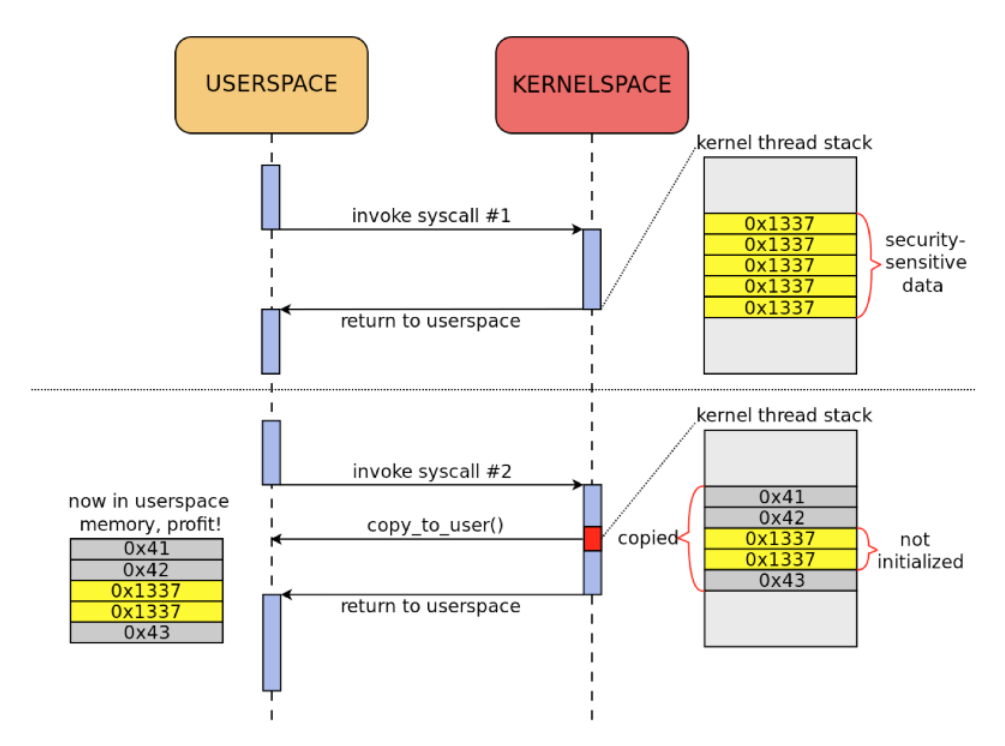 USERSPACE
KERNELSPACE
kernel thread stack
invoke syscall #1
0x1337
0x1337
0x1337
0x1337
0x1337
security-
sensitive
data
return to userspace
kernel thread stack
invoke syscall #2
now in userspace
memory, profit!
0x41
0x42
0x1337
0x1337
0x43
copy_to_user()
copied
0x41
0x42
0x1337
0x1337
0x43
not
initialized
return to userspace